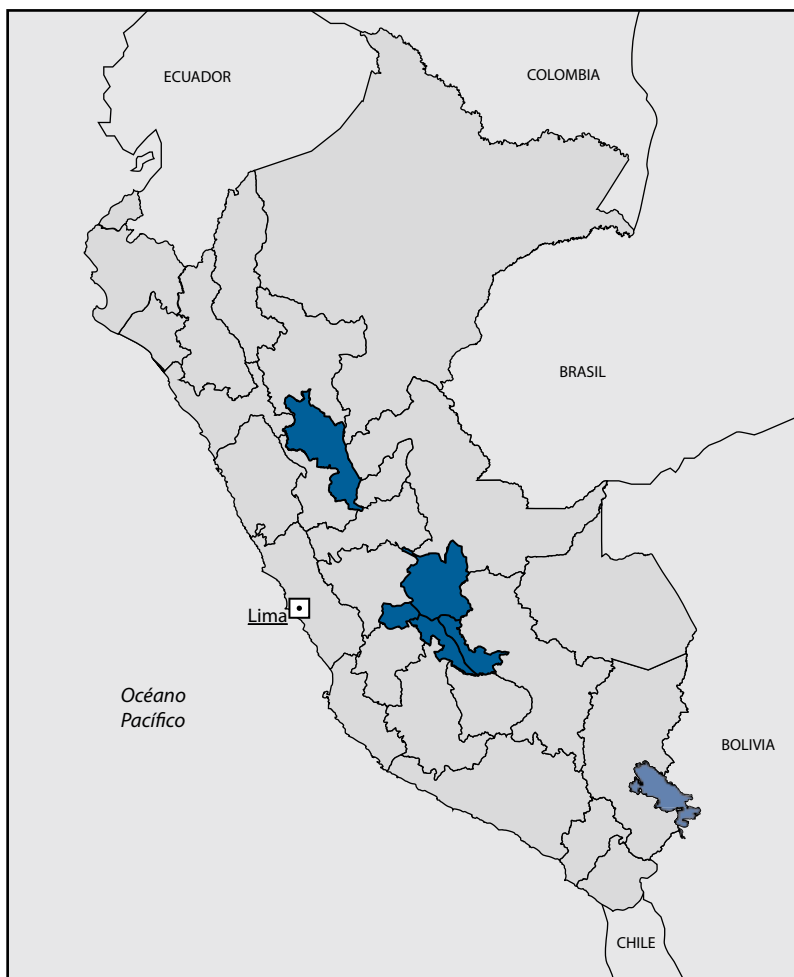 ECUADOR
COLOMBIA
BRASIL
Lima
Océano
Pacífico
BOLIVIA
CHILE